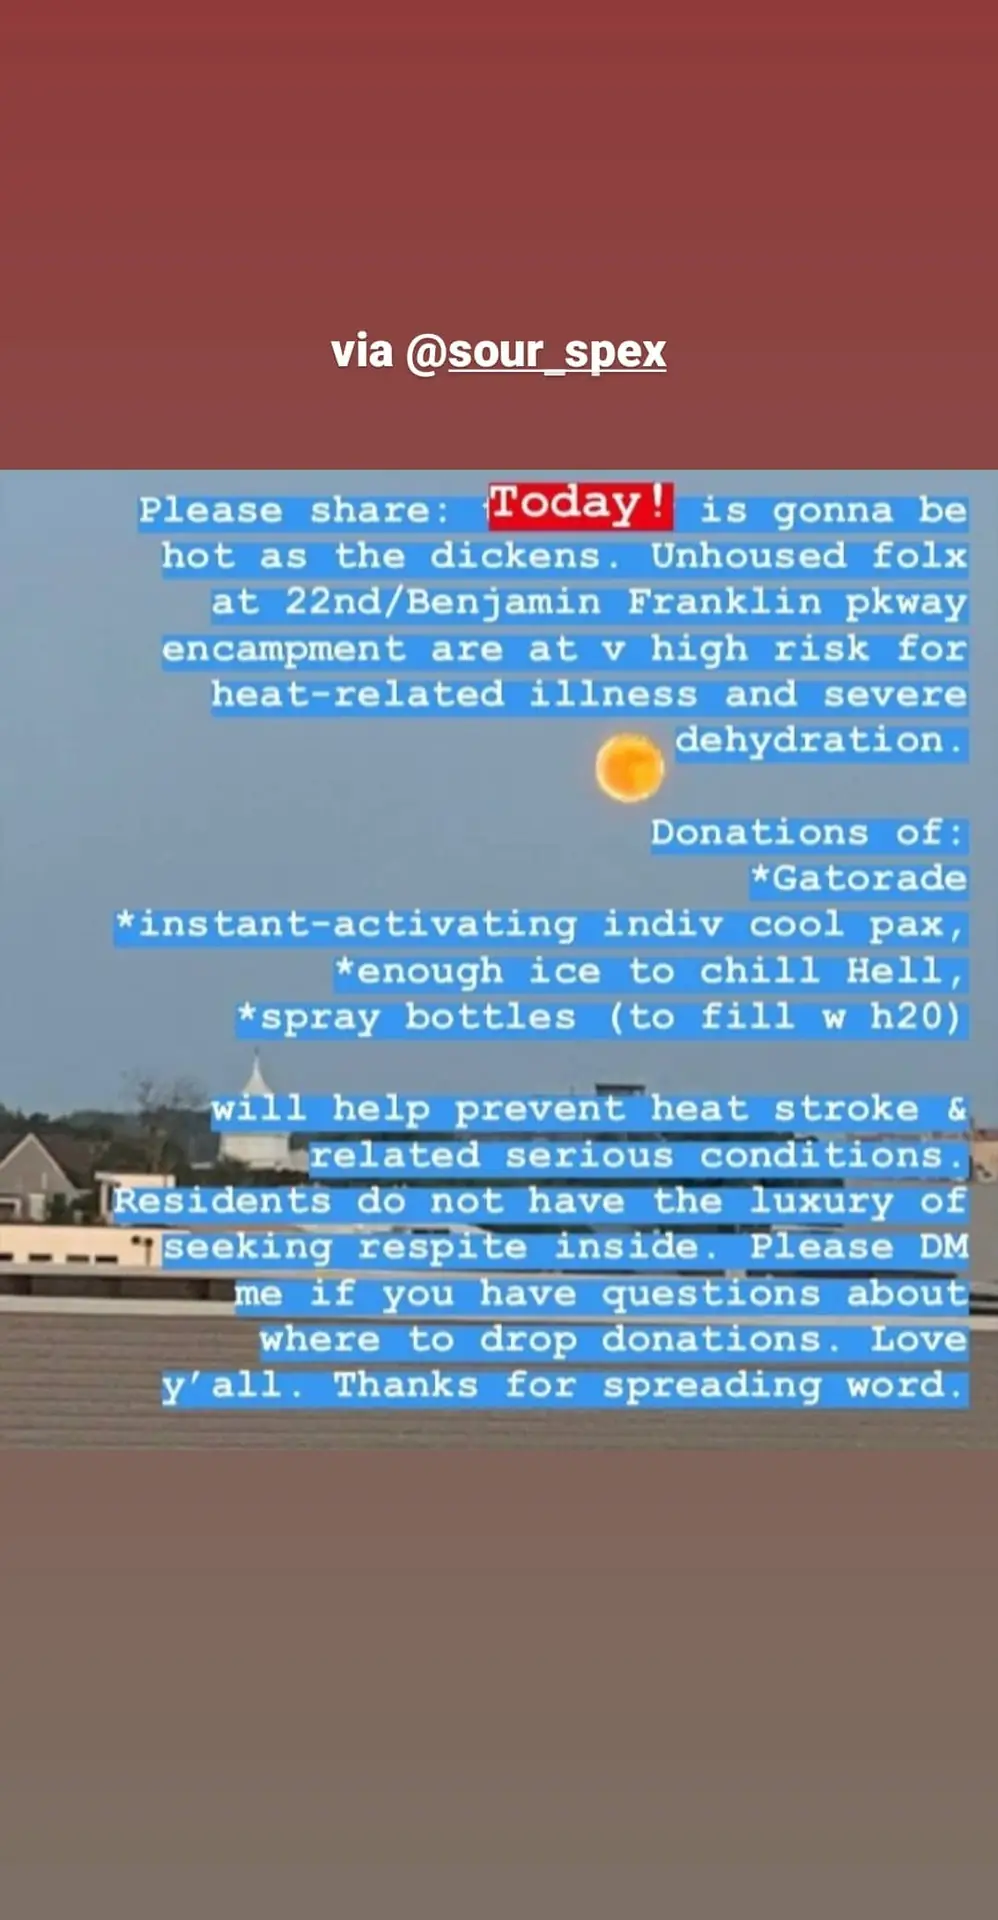 via @sour_spex
Please share: Today! is gonna be
hot as the dickens. Unhoused folx
at 22nd/Benjamin Franklin pkway
encampment are at v high risk for
heat-related illness and severe
dehydration.
Donations of:
*Gatorade
*instant-activating indiv cool pax,
*enough ice to chill Hell,
*spray bottles (to fill w h20)
will help prevent heat stroke &
related serious conditions.
Residents do not have the luxury of
seeking respite inside. Please DM
me if you have questions about
where to drop donations. Love
y'all. Thanks for spreading word.